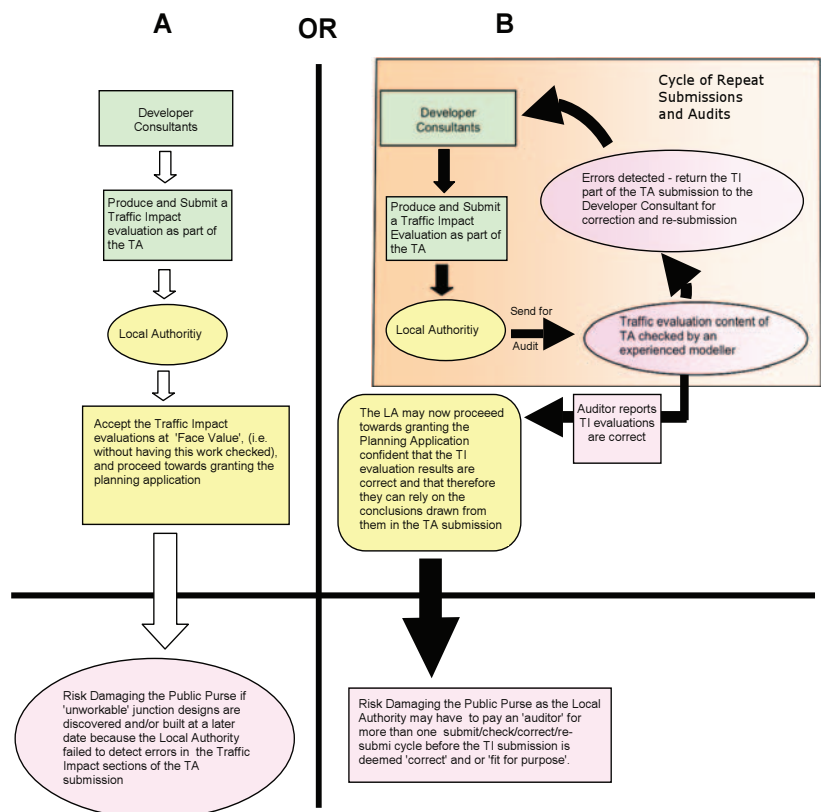 A
OR
B
Developer
Consultants
Produce and Submit a
Traffic Impact
evaluation as part of
the TA
Local Authoritiy
Accept the Traffic Impact
evaluations at 'Face Value', (i.e.
without having this work checked),
and proceed towards granting the
planning application
Risk Damaging the Public Purse if
'unworkable' junction designs are
discovered and/or built at a later
date because the Local Authority
failed to detect errors in the Traffic
Impact sections of the TA
submission
Cycle of Repeat
Submissions
and Audits
Developer
Consultants
Produce and Submit
a Traffic Impact
Evaluation as part of
the TA
Local Authoritiy
Send for
Audit
Traffic evaluation content of
TA checked by an
experienced modeller
Errors detected - return the TI
part of the TA submission to the
Developer Consultant for
correction and re-submission
Auditor reports
TI evaluations
are correct
The LA may now proceeed
towards granting the
Planning Application
confident that the TI
evaluation results are
correct and that therefore
they can rely on the
conclusions drawn from
them in the TA submission
Risk Damaging the Public Purse as the Local
Authority may have to pay an 'auditor' for
more than one submit/check/correct/re-
submi cycle before the TI submission is
deemed 'correct' and or 'fit for purpose'.